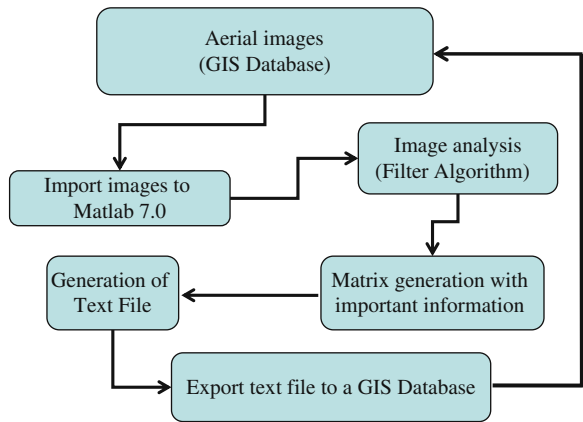 Aerial images
(GIS Database)
Import images to
Matlab 7.0
Image analysis
(Filter Algorithm)
Matrix generation with
important information
Generation of
Text File
Export text file to a GIS Database